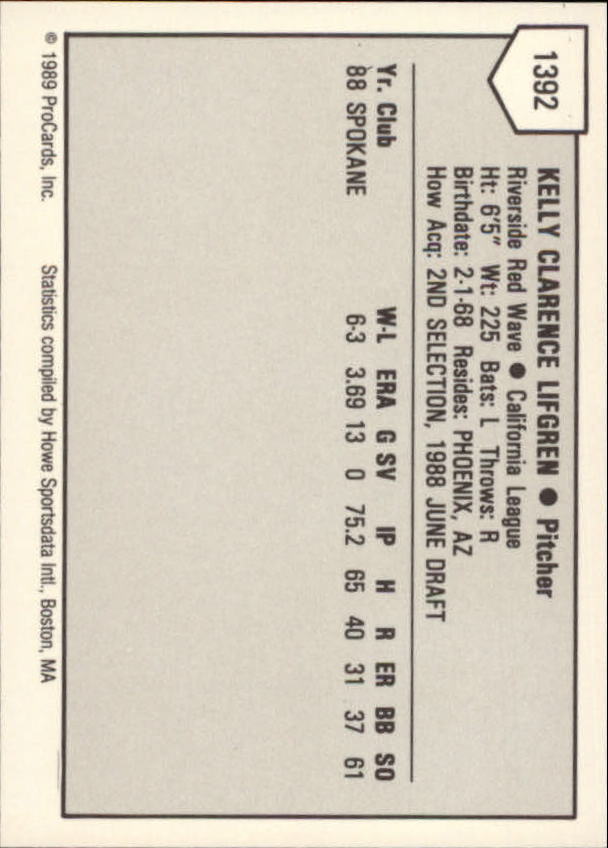 1392
KELLY CLARENCE LIFGREN ● Pitcher
Riverside Red Wave ● California League
Ht: 6'5" Wt: 225 Bats: L Throws: R
Birthdate: 2-1-68 Resides: PHOENIX, AZ
How Acq: 2ND SELECTION, 1988 JUNE DRAFT
Yr. Club W-L ERA G SV IP H R ER BB SO
88 SPOKANE 6-3 3.69 13 0 75.2 65 40 31 37 61
© 1989 ProCards, Inc. Statistics compiled by Howe Sportsdata Intl., Boston, MA